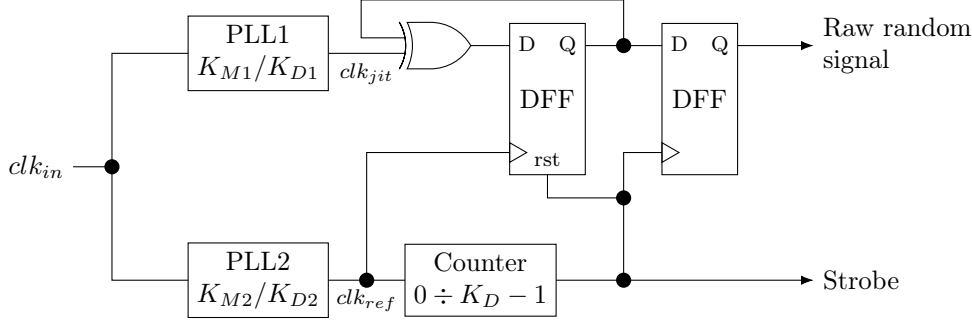 PLL1
K_{M1}/K_{D1}
clk_{jit}
D Q
DFF
rst
D Q
DFF
Raw random
signal
clk_{in}
PLL2
K_{M2}/K_{D2}
clk_{ref}
Counter
0 ÷ K_D − 1
Strobe